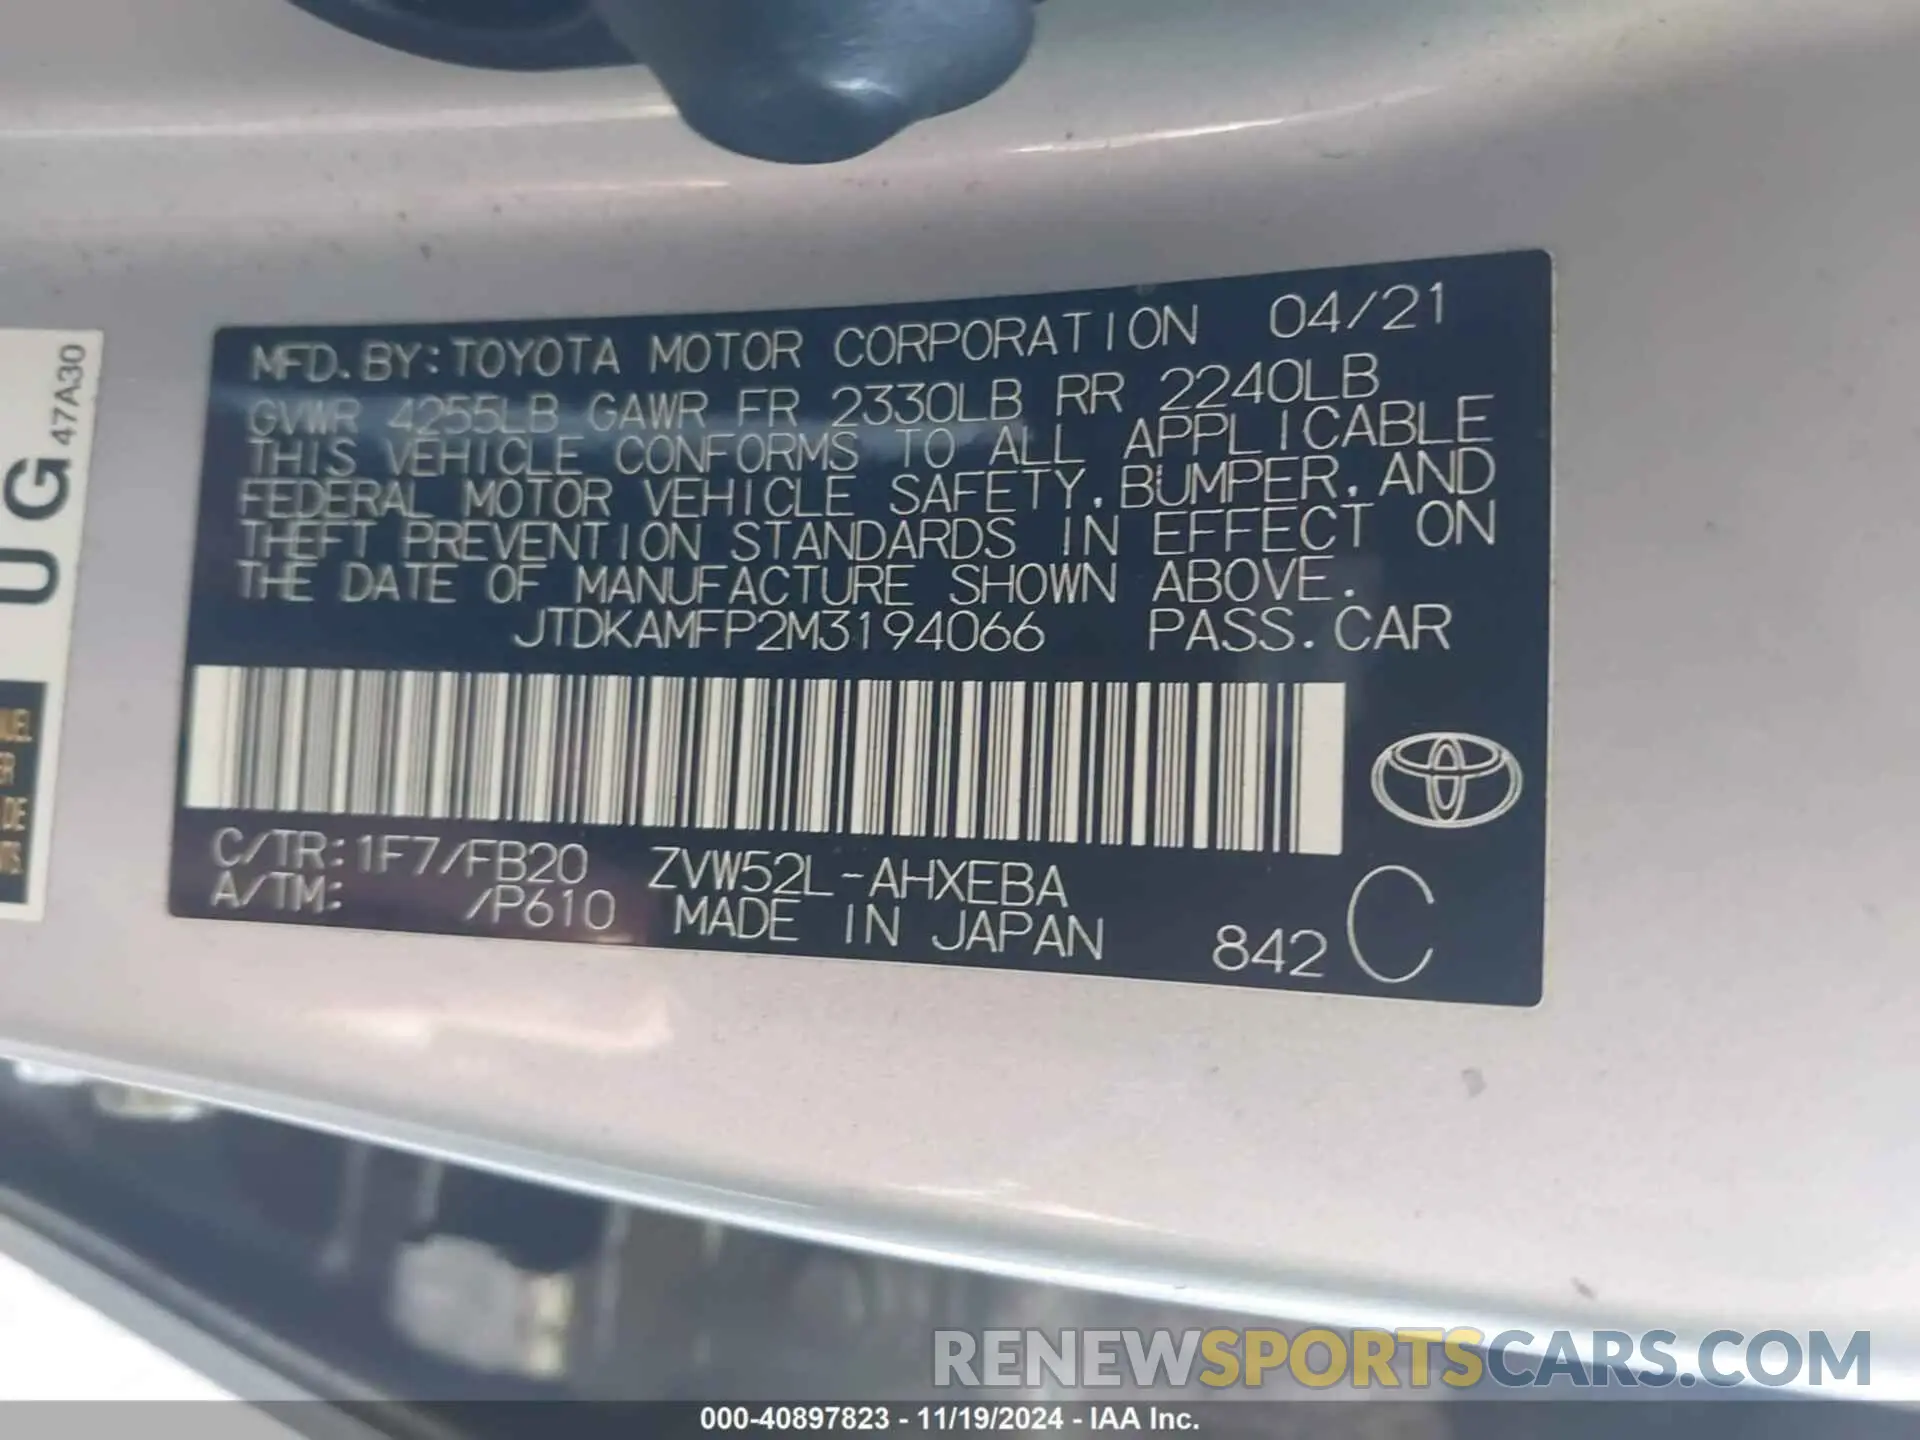 MFD. BY: TOYOTA MOTOR CORPORATION 04/21
GVWR 4255LB GAWR FR 2330LB RR 2240LB
THIS VEHICLE CONFORMS TO ALL APPLICABLE
FEDERAL MOTOR VEHICLE SAFETY, BUMPER, AND
THEFT PREVENTION STANDARDS IN EFFECT ON
THE DATE OF MANUFACTURE SHOWN ABOVE.
JTDKAMFP2M3194066 PASS. CAR
C/TR: 1F7/FB20 ZVW52L-AHXEBA
A/TM: /P610 MADE IN JAPAN 842 C
UG 47A30
DE
RENEWSPORTSCARS.COM
000-40897823 - 11/19/2024 - IAA Inc.